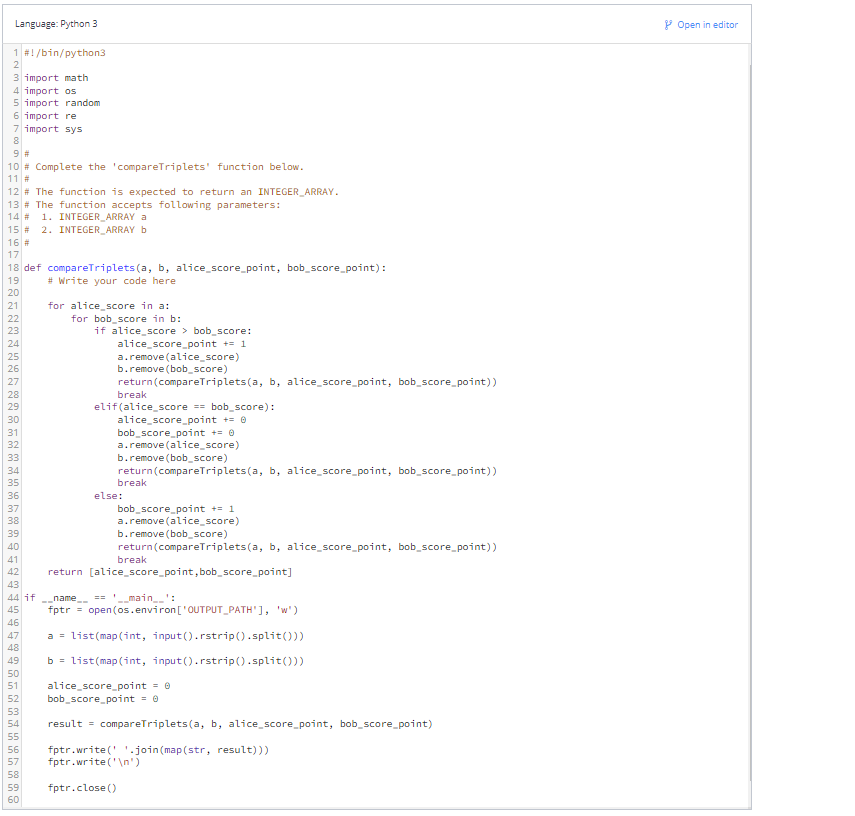 Language: Python 3
Open in editor
1 #!/bin/python3
2
3 import math
4 import os
5 import random
6 import re
7 import sys
8
9 #
10 # Complete the 'compareTriplets' function below.
11 #
12 # The function is expected to return an INTEGER_ARRAY.
13 # The function accepts following parameters:
14 #  1. INTEGER_ARRAY a
15 #  2. INTEGER_ARRAY b
16 #
17
18 def compareTriplets(a, b, alice_score_point, bob_score_point):
19     # Write your code here
20
21     for alice_score in a:
22         for bob_score in b:
23             if alice_score > bob_score:
24                 alice_score_point += 1
25                 a.remove(alice_score)
26                 b.remove(bob_score)
27                 return(compareTriplets(a, b, alice_score_point, bob_score_point))
28                 break
29             elif(alice_score == bob_score):
30                 alice_score_point += 0
31                 bob_score_point += 0
32                 a.remove(alice_score)
33                 b.remove(bob_score)
34                 return(compareTriplets(a, b, alice_score_point, bob_score_point))
35                 break
36             else:
37                 bob_score_point += 1
38                 a.remove(alice_score)
39                 b.remove(bob_score)
40                 return(compareTriplets(a, b, alice_score_point, bob_score_point))
41                 break
42     return [alice_score_point,bob_score_point]
43
44 if __name__ == '__main__':
45     fptr = open(os.environ['OUTPUT_PATH'], 'w')
46
47     a = list(map(int, input().rstrip().split()))
48
49     b = list(map(int, input().rstrip().split()))
50
51     alice_score_point = 0
52     bob_score_point = 0
53
54     result = compareTriplets(a, b, alice_score_point, bob_score_point)
55
56     fptr.write(' '.join(map(str, result)))
57     fptr.write('\n')
58
59     fptr.close()
60